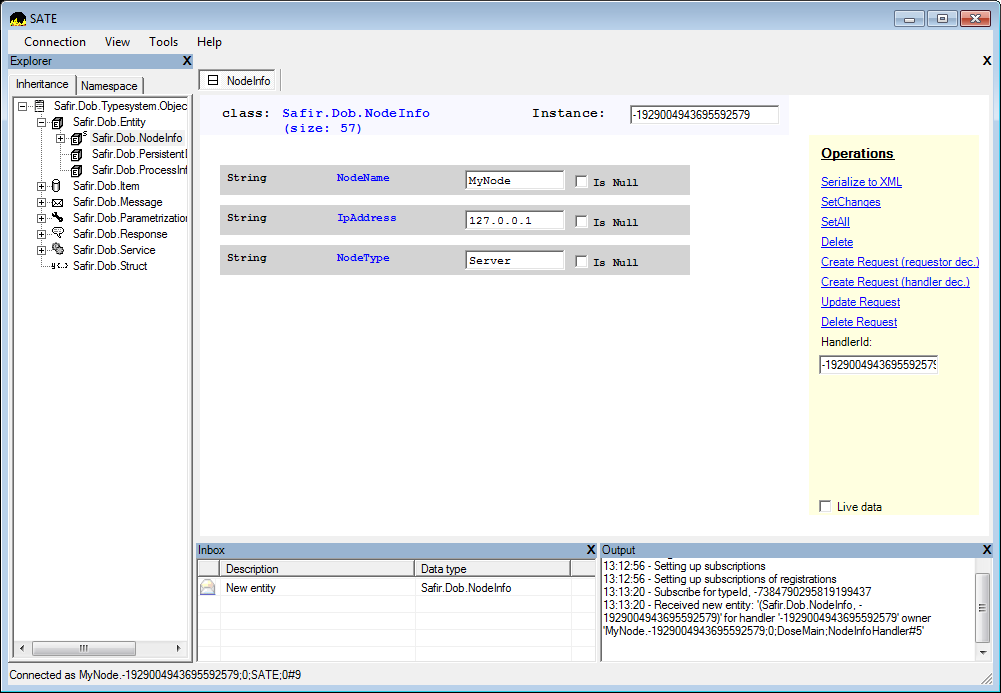 SATE
Connection View Tools Help
Explorer X
X
Inheritance Namespace
Safir.Dob.Typesystem.Objec
Safir.Dob.Entity
Safir.Dob.NodeInfo
Safir.Dob.PersistentI
Safir.Dob.ProcessInf
Safir.Dob.Item
Safir.Dob.Message
Safir.Dob.Parametrization
Safir.Dob.Response
Safir.Dob.Service
Safir.Dob.Struct
NodeInfo
class: Safir.Dob.NodeInfo Instance: -1929004943695592579
(size: 57)
String NodeName MyNode Is Null
String IpAddress 127.0.0.1 Is Null
String NodeType Server Is Null
Operations
Serialize to XML
SetChanges
SetAll
Delete
Create Request (requestor dec.)
Create Request (handler dec.)
Update Request
Delete Request
HandlerId:
-1929004943695592579
Live data
Inbox X
Description Data type
New entity Safir.Dob.NodeInfo
Output X
13:12:56 - Setting up subscriptions
13:12:56 - Setting up subscriptions of registrations
13:13:20 - Subscribe for typeId, -7384790295819199437
13:13:20 - Received new entity: '(Safir.Dob.NodeInfo, -
1929004943695592579)' for handler '-1929004943695592579' owner
'MyNode.-1929004943695592579;0;DoseMain;NodeInfoHandler#5'
Connected as MyNode.-1929004943695592579;0;SATE;0#9